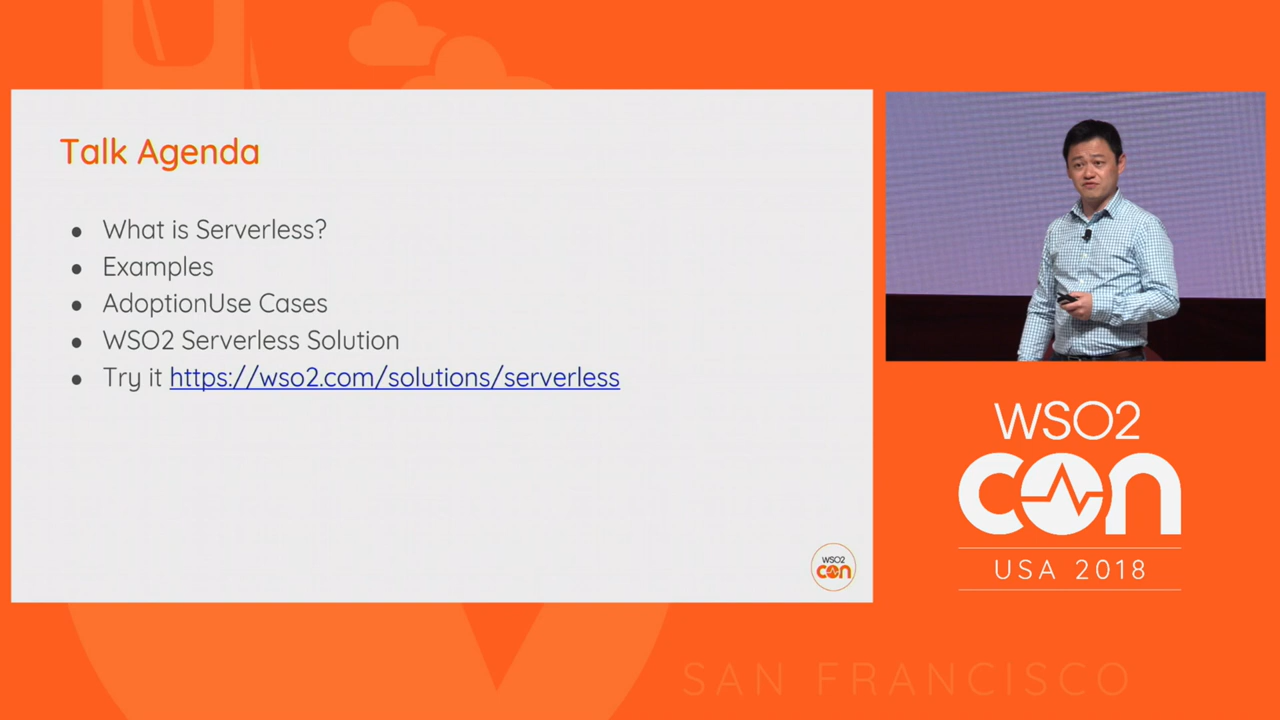 Talk Agenda
What is Serverless?
Examples
AdoptionUse Cases
WSO2 Serverless Solution
Try it https://wso2.com/solutions/serverless
WSO2
con
WSO2
con
USA 2018
SAN FRANCISCO